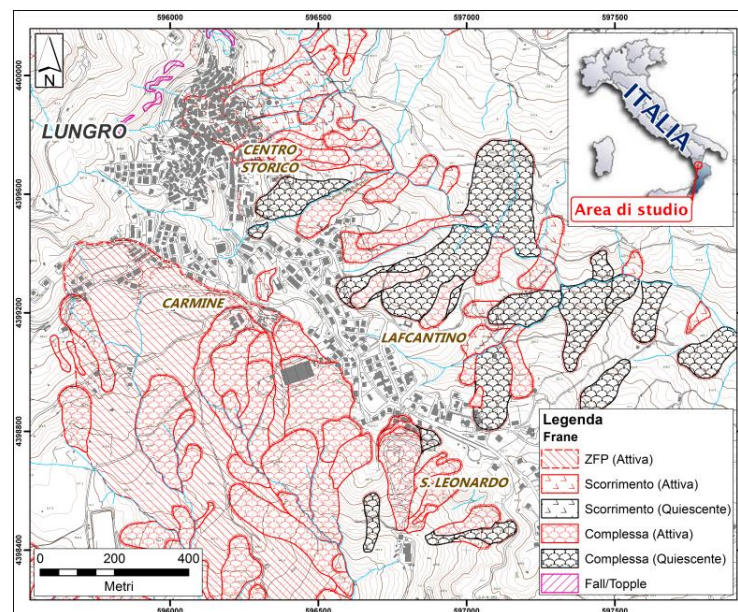 596000 596500 597000 597500
4400000
4399600
4399200
4398800
4398400
N
LUNGRO
CENTRO
STORICO
CARMINE
LAFCANTINO
S. LEONARDO
ITALIA
Area di studio
Legenda
Frane
ZFP (Attiva)
Scorrimento (Attiva)
Scorrimento (Quiescente)
Complessa (Attiva)
Complessa (Quiescente)
Fall/Topple
0 200 400
Metri
596000 596500 597000 597500